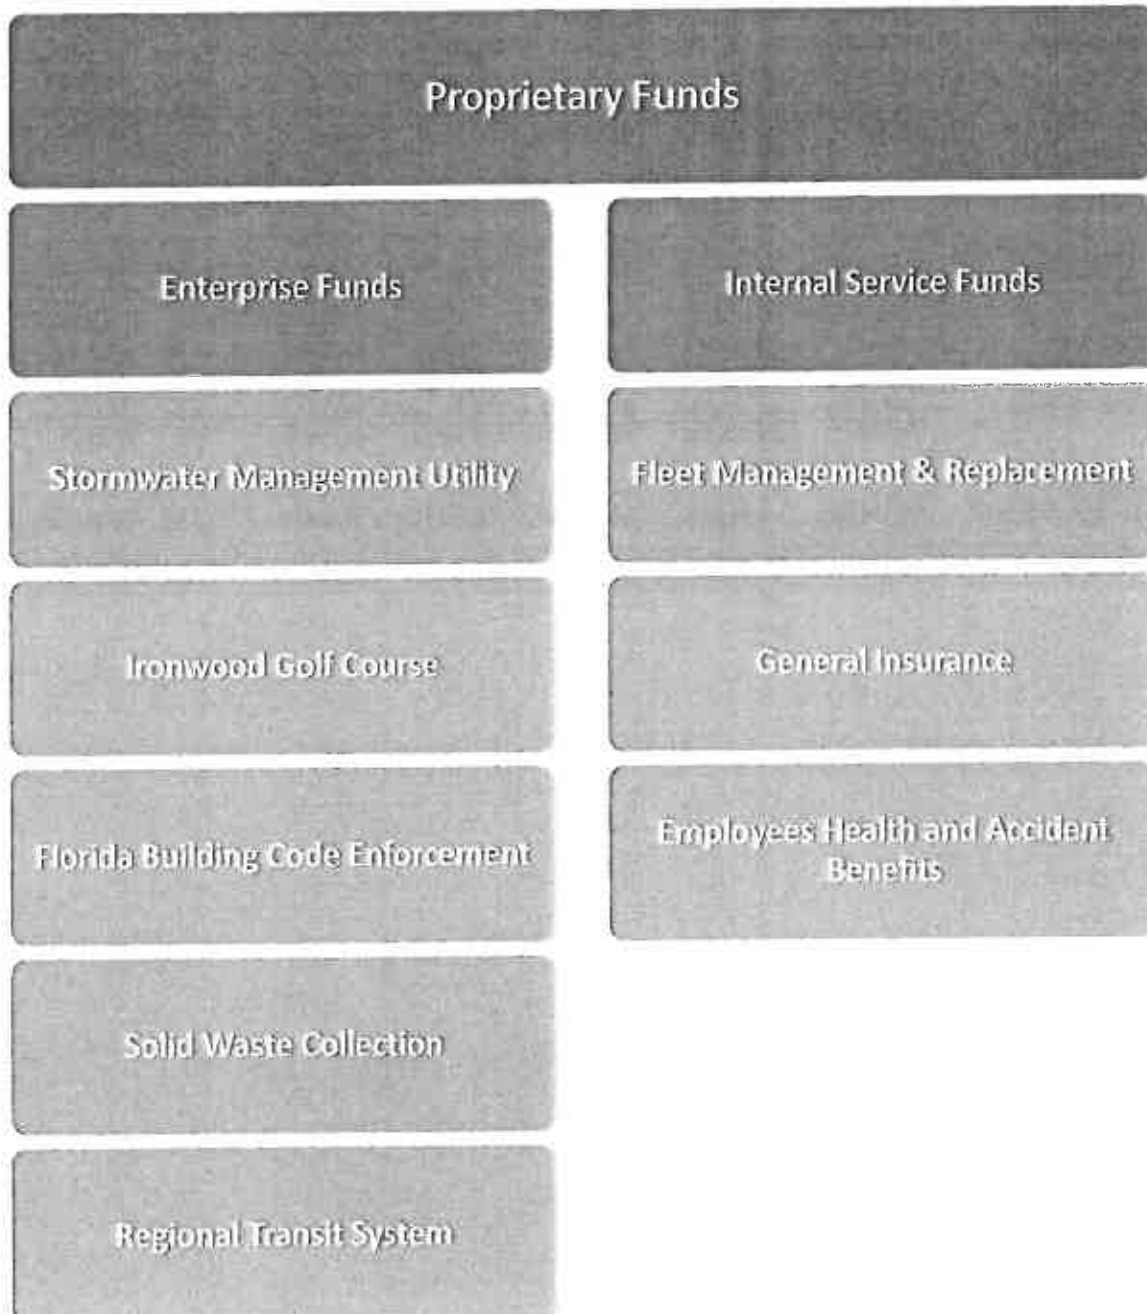 Proprietary Funds
Enterprise Funds
Internal Service Funds
Stormwater Management Utility
Fleet Management & Replacement
Ironwood Golf Course
General Insurance
Florida Building Code Enforcement
Employees Health and Accident
Benefits
Solid Waste Collection
Regional Transit System